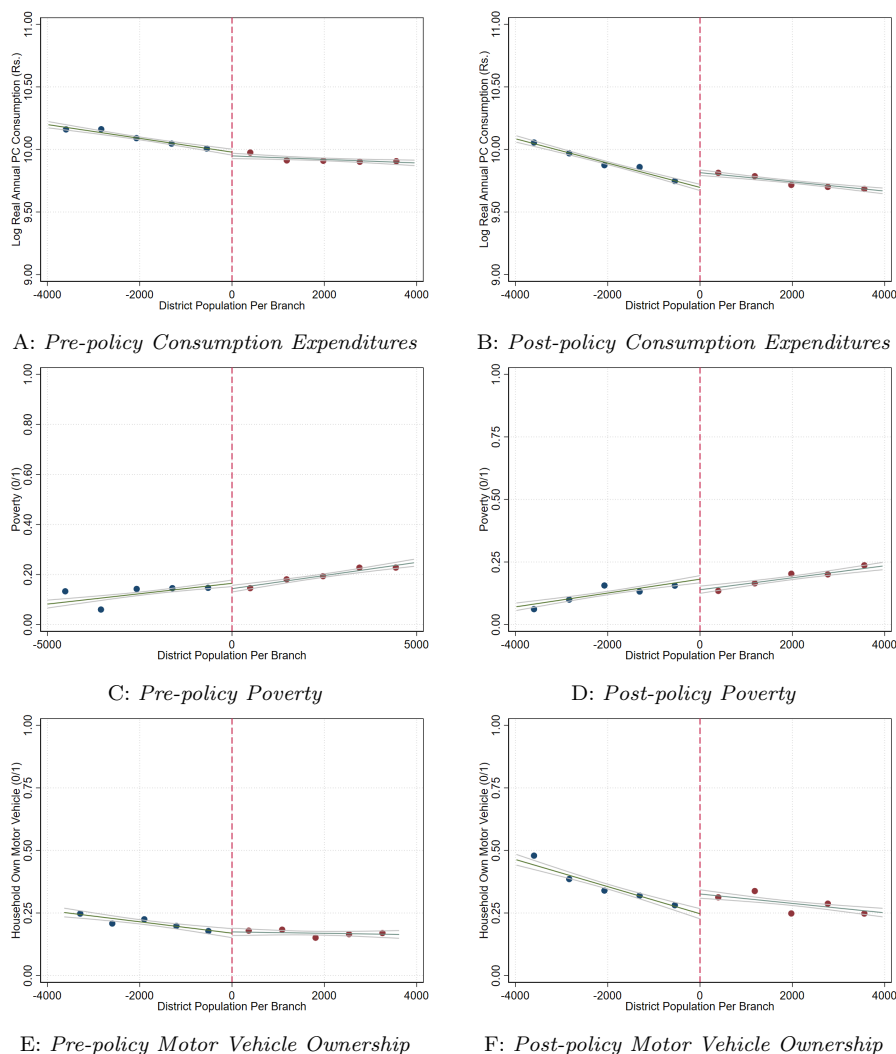 11.00
10.50
10.00
9.50
9.00
Log Real Annual PC Consumption (Rs.)
-4000 -2000 0 2000 4000
District Population Per Branch
A: Pre-policy Consumption Expenditures
11.00
10.50
10.00
9.50
9.00
Log Real Annual PC Consumption (Rs.)
-4000 -2000 0 2000 4000
District Population Per Branch
B: Post-policy Consumption Expenditures
1.00
0.80
0.60
0.40
0.20
0.00
Poverty (0/1)
-5000 0 5000
District Population Per Branch
C: Pre-policy Poverty
1.00
0.75
0.50
0.25
0.00
Poverty (0/1)
-4000 -2000 0 2000 4000
District Population Per Branch
D: Post-policy Poverty
1.00
0.75
0.50
0.25
0.00
Household Own Motor Vehicle (0/1)
-4000 -2000 0 2000 4000
District Population Per Branch
E: Pre-policy Motor Vehicle Ownership
1.00
0.75
0.50
0.25
0.00
Household Own Motor Vehicle (0/1)
-4000 -2000 0 2000 4000
District Population Per Branch
F: Post-policy Motor Vehicle Ownership